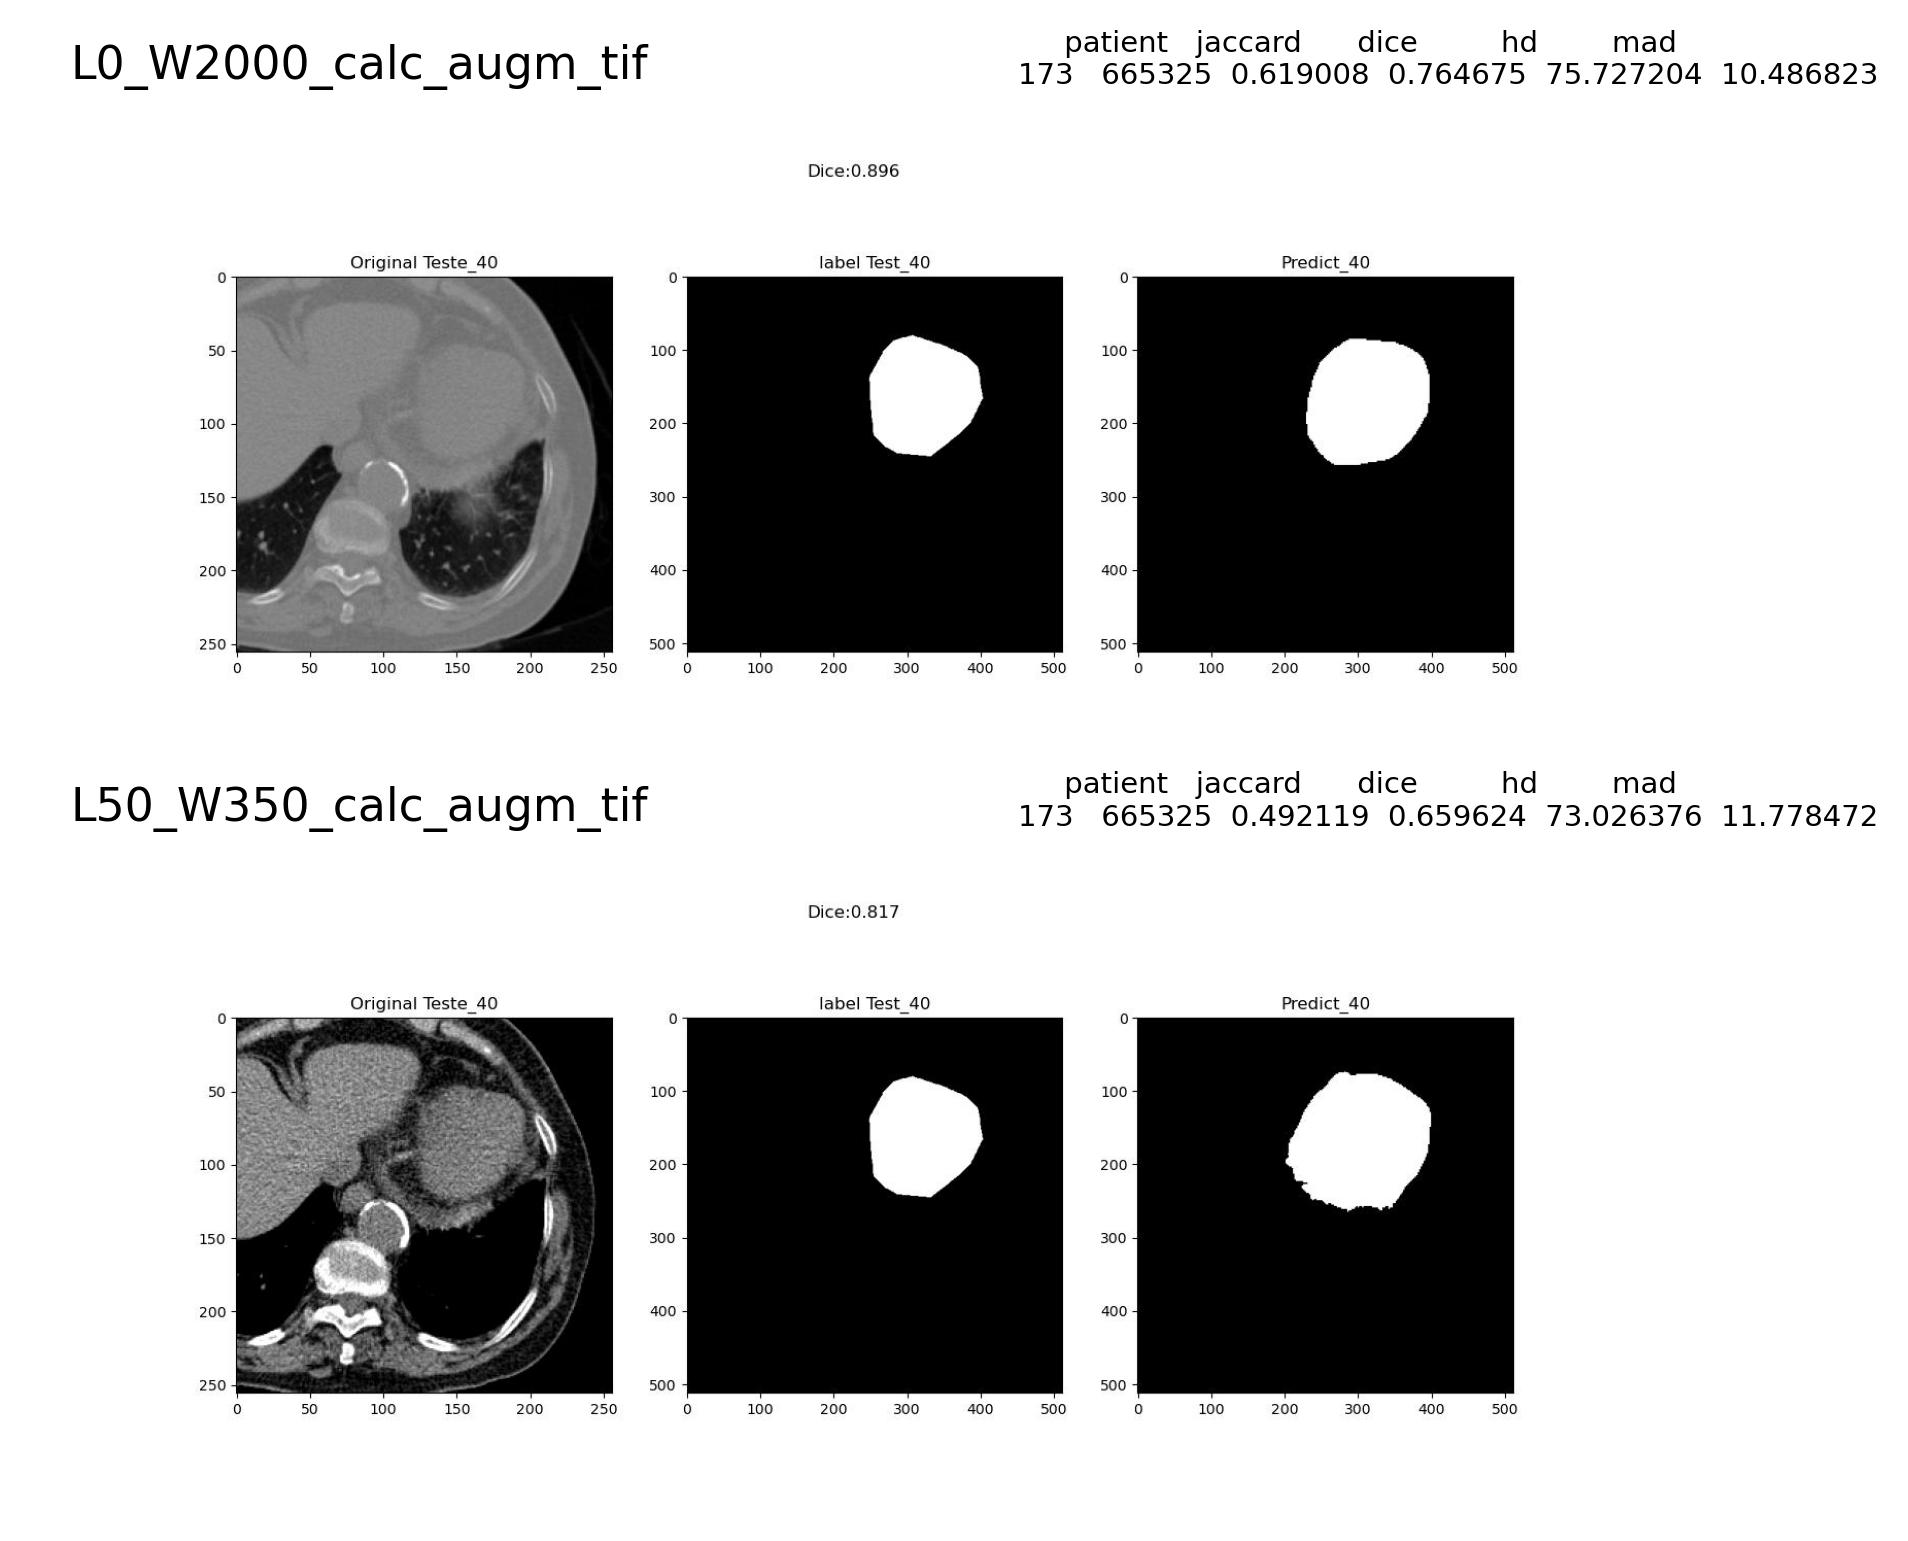 L0_W2000_calc_augm_tif
patient jaccard dice hd mad
173 665325 0.619008 0.764675 75.727204 10.486823
Dice:0.896
Original Teste_40
label Test_40
Predict_40
0
50
100
150
200
250
0 50 100 150 200 250
0
100
200
300
400
500
0 100 200 300 400 500
0
100
200
300
400
500
0 100 200 300 400 500
L50_W350_calc_augm_tif
patient jaccard dice hd mad
173 665325 0.492119 0.659624 73.026376 11.778472
Dice:0.817
Original Teste_40
label Test_40
Predict_40
0
50
100
150
200
250
0 50 100 150 200 250
0
100
200
300
400
500
0 100 200 300 400 500
0
100
200
300
400
500
0 100 200 300 400 500